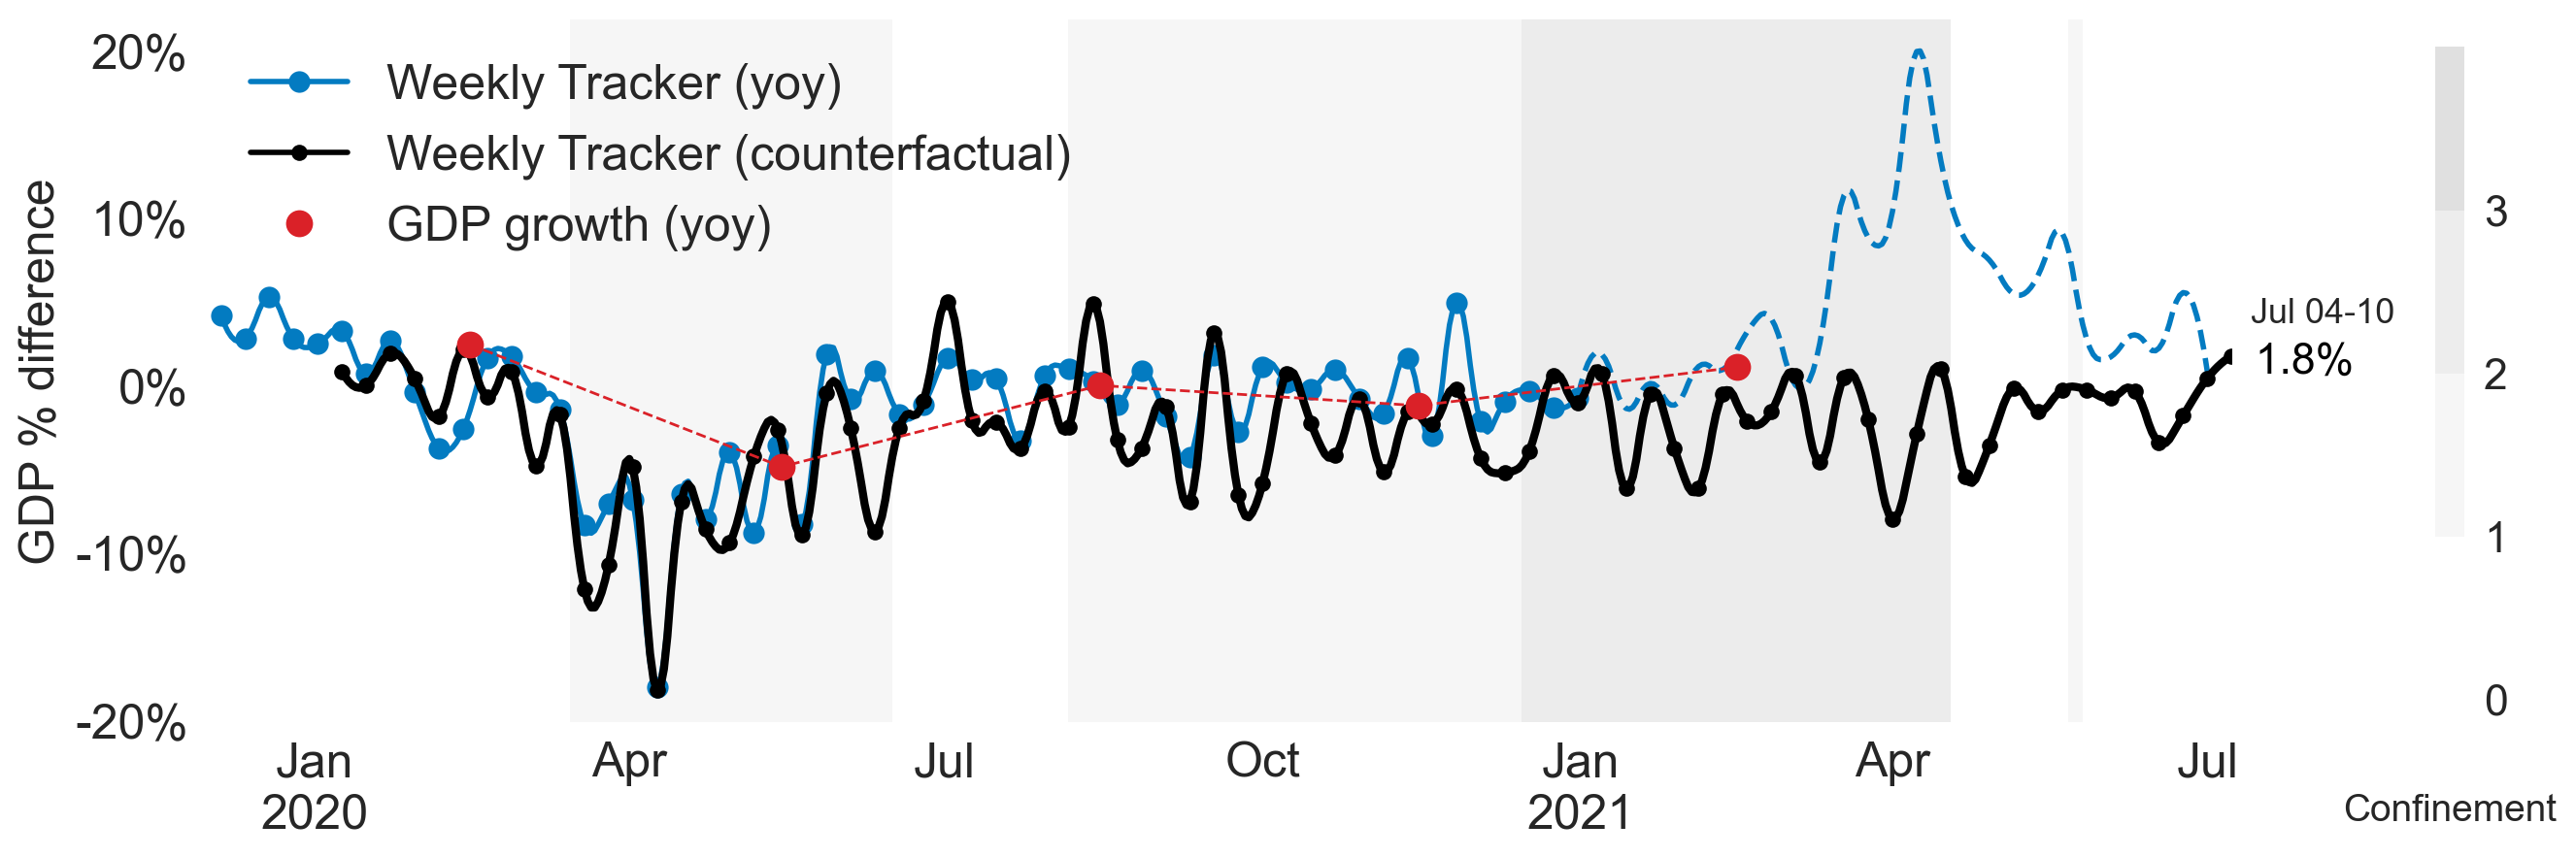 20%
10%
0%
-10%
-20%
GDP % difference
Weekly Tracker (yoy)
Weekly Tracker (counterfactual)
GDP growth (yoy)
Jul 04-10
1.8%
Jan
2020
Apr
Jul
Oct
Jan
2021
Apr
Jul
3
2
1
0
Confinement